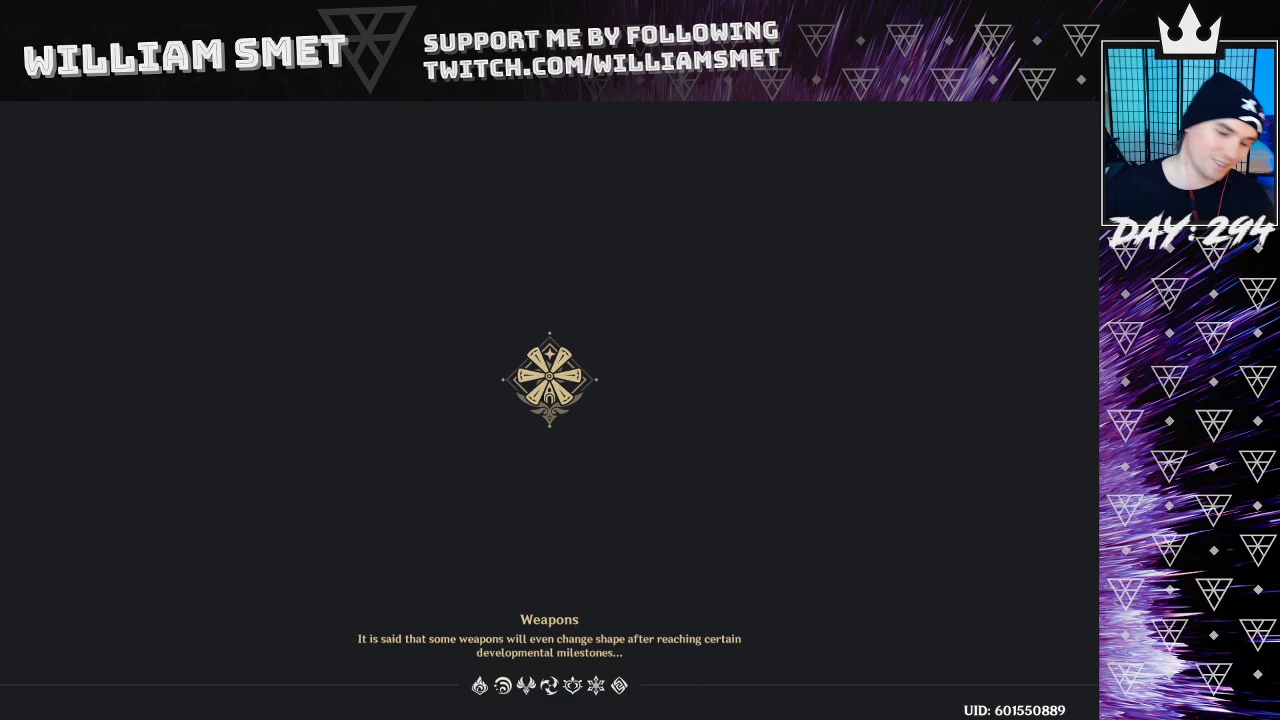 WILLIAM SMET
SUPPORT ME BY FOLLOWING
TWITCH.COM/WILLIAMSMET
DAY: 294
Weapons
It is said that some weapons will even change shape after reaching certain
developmental milestones...
UID: 601550889